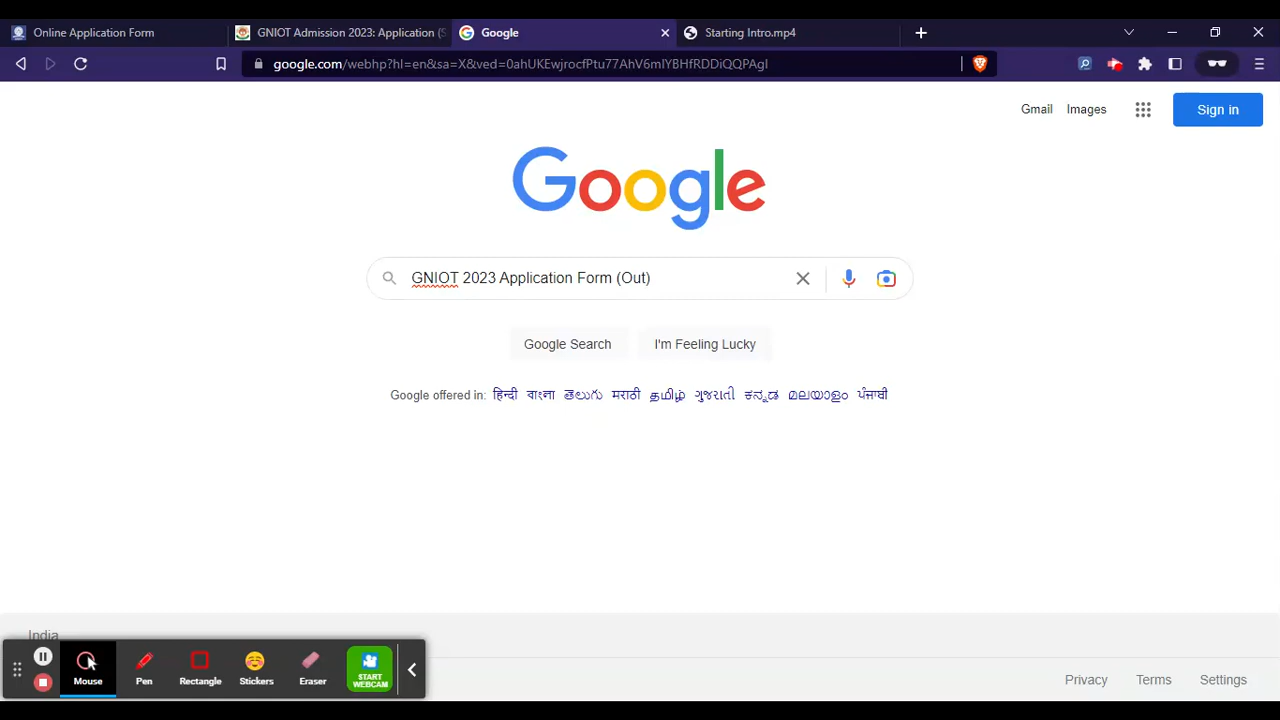 Online Application Form
GNIOT Admission 2023: Application (S
Google
Starting Intro.mp4
google.com/webhp?hl=en&sa=X&ved=0ahUKEwjrocfPtu77AhV6mIYBHfRDDiQQPAgI
Gmail Images Sign in
Google
GNIOT 2023 Application Form (Out)
Google Search I'm Feeling Lucky
Google offered in: हिन्दी বাংলা తెలుగు मराठी தமிழ் ગુજરાતી ಕನ್ನಡ മലയാളം ਪੰਜਾਬੀ
India
Mouse Pen Rectangle Stickers Eraser START WEBCAM
Privacy Terms Settings